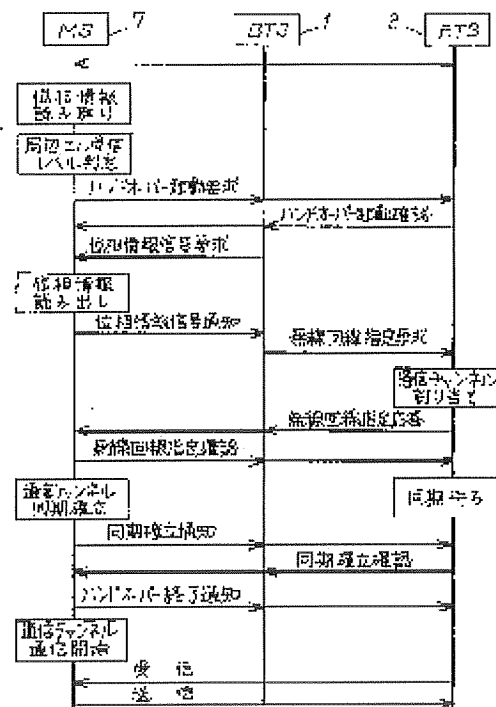 MS 7
BTS 1
BTS 2
位相情報
読み取り
周辺セル受信
レベル判定
ハンドオーバー起動要求
ハンドオーバー起動確認
位相情報信号要求
位相情報
読み出し
位相情報信号通知
無線回線指定要求
通信チャンネル
割り当て
無線回線指定応答
無線回線指定確認
通信チャンネル
同期確立
同期待ち
同期確立通知
同期確立確認
ハンドオーバー終了通知
通信チャンネル
通信開始
受信
送信